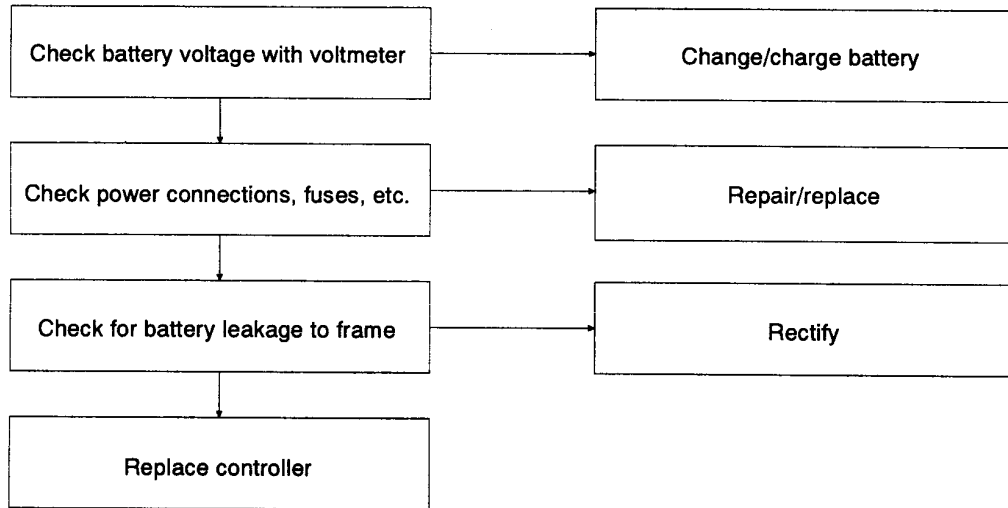 Check battery voltage with voltmeter
Change/charge battery
Check power connections, fuses, etc.
Repair/replace
Check for battery leakage to frame
Rectify
Replace controller